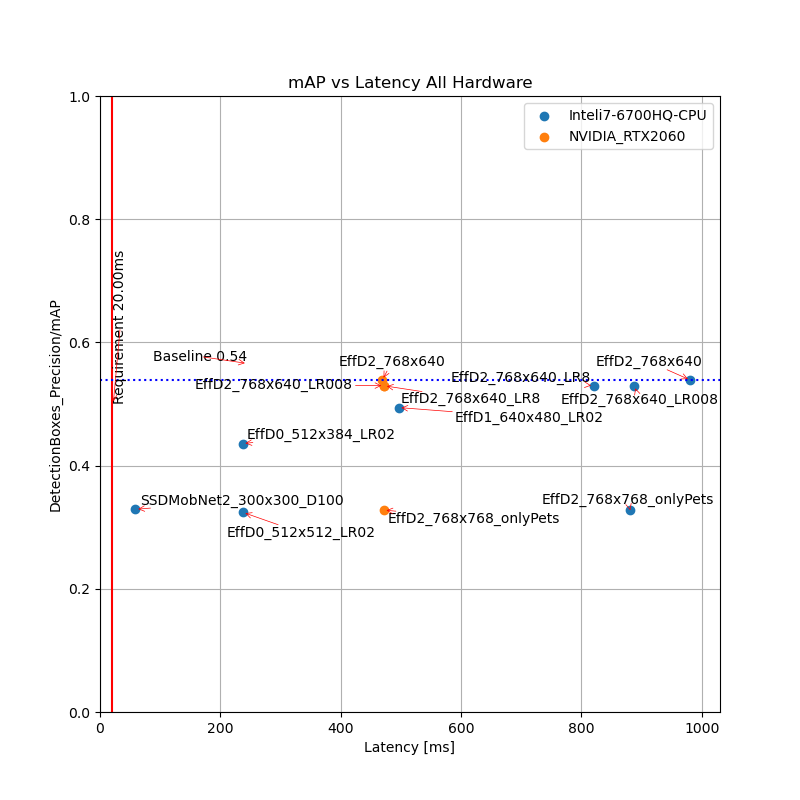 mAP vs Latency All Hardware
Inteli7-6700HQ-CPU
NVIDIA_RTX2060
DetectionBoxes_Precision/mAP
1.0
0.8
0.6
0.4
0.2
0.0
Requirement 20.00ms
Baseline 0.54
EffD2_768x640
EffD2_768x640
EffD2_768x640_LR8
EffD2_768x640_LR008
EffD2_768x640_LR8
EffD2_768x640_LR008
EffD1_640x480_LR02
EffD0_512x384_LR02
SSDMobNet2_300x300_D100
EffD2_768x768_onlyPets
EffD2_768x768_onlyPets
EffD0_512x512_LR02
0
200
400
600
800
1000
Latency [ms]